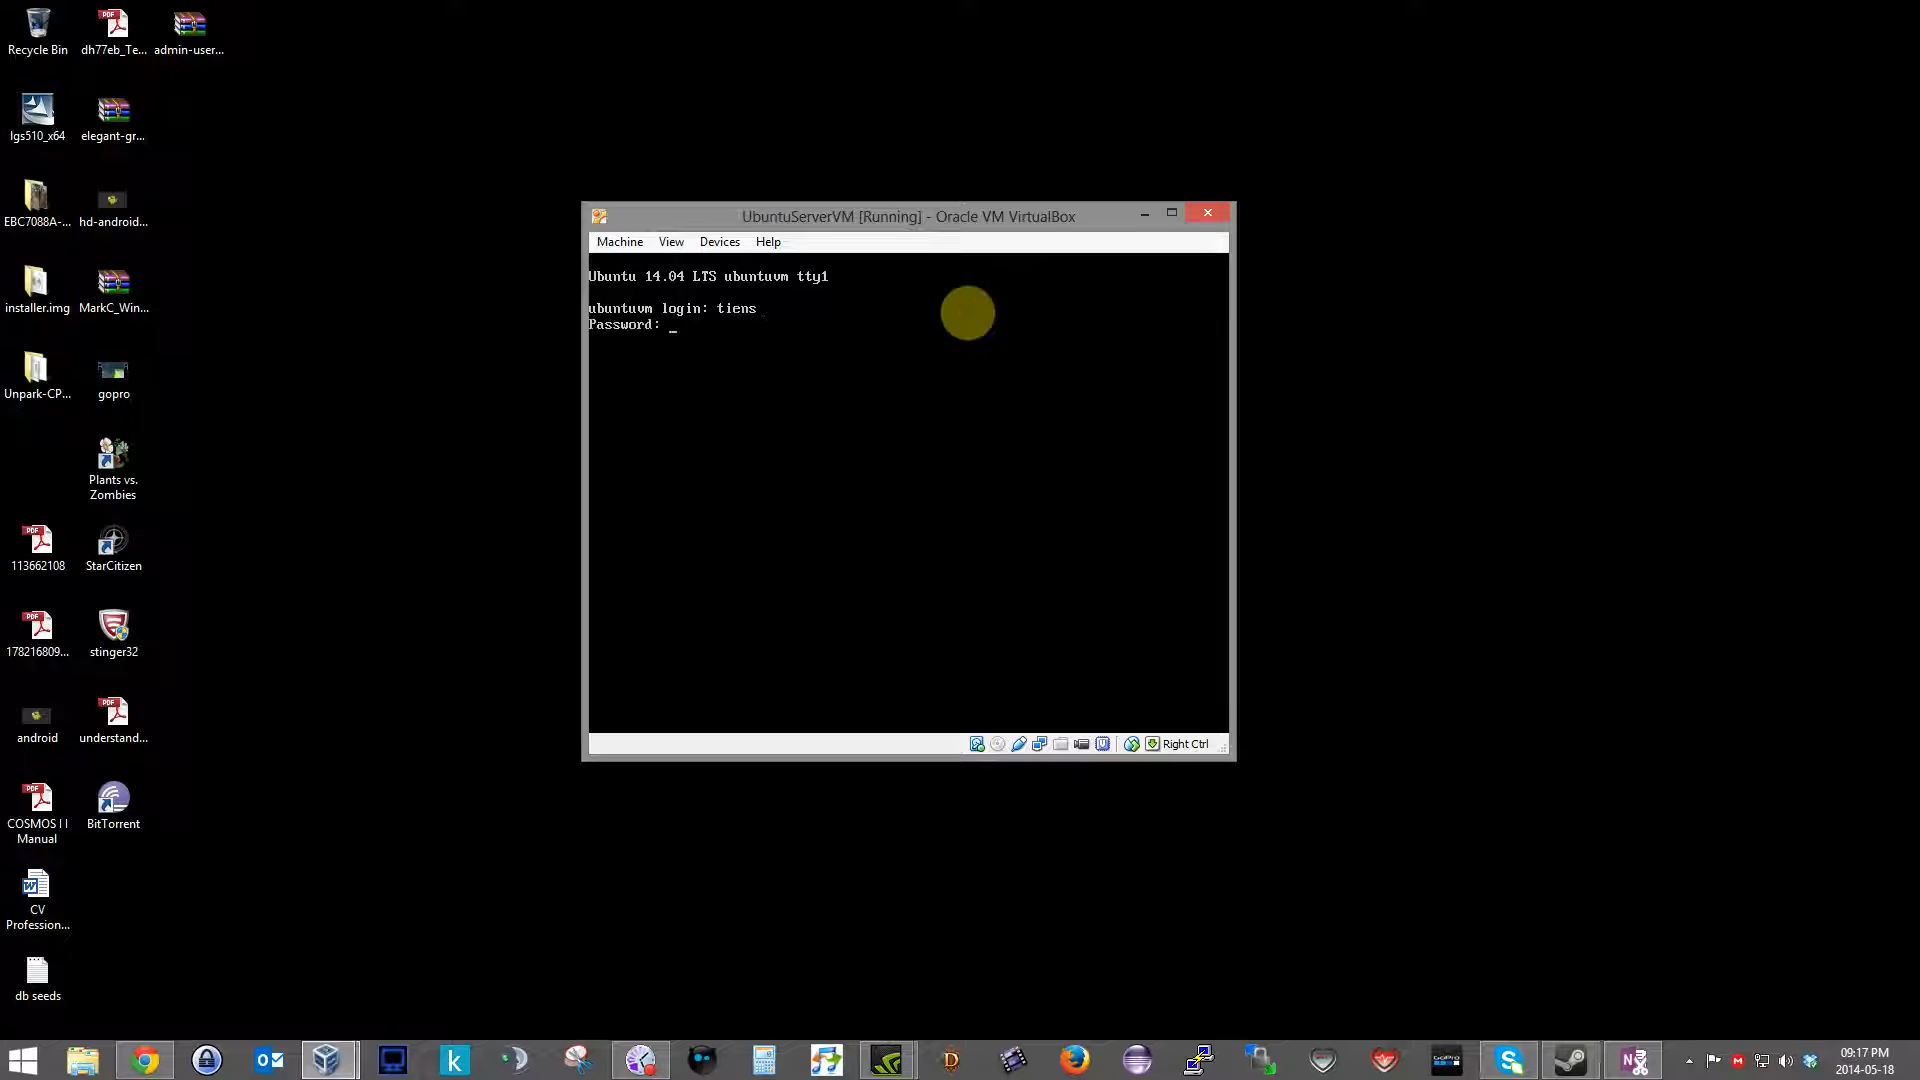 Recycle Bin
dh77eb_Te...
admin-user...
lgs510_x64
elegant-gr...
EBC7088A-...
hd-android...
installer.img
MarkC_Win...
Unpark-CP...
gopro
Plants vs.
Zombies
113662108
StarCitizen
178216809...
stinger32
android
understand...
COSMOS I I
Manual
BitTorrent
CV
Profession...
db seeds
UbuntuServerVM [Running] - Oracle VM VirtualBox
Machine View Devices Help
Ubuntu 14.04 LTS ubuntuvm tty1
ubuntuvm login: tiens
Password: _
Right Ctrl
09:17 PM
2014-05-18